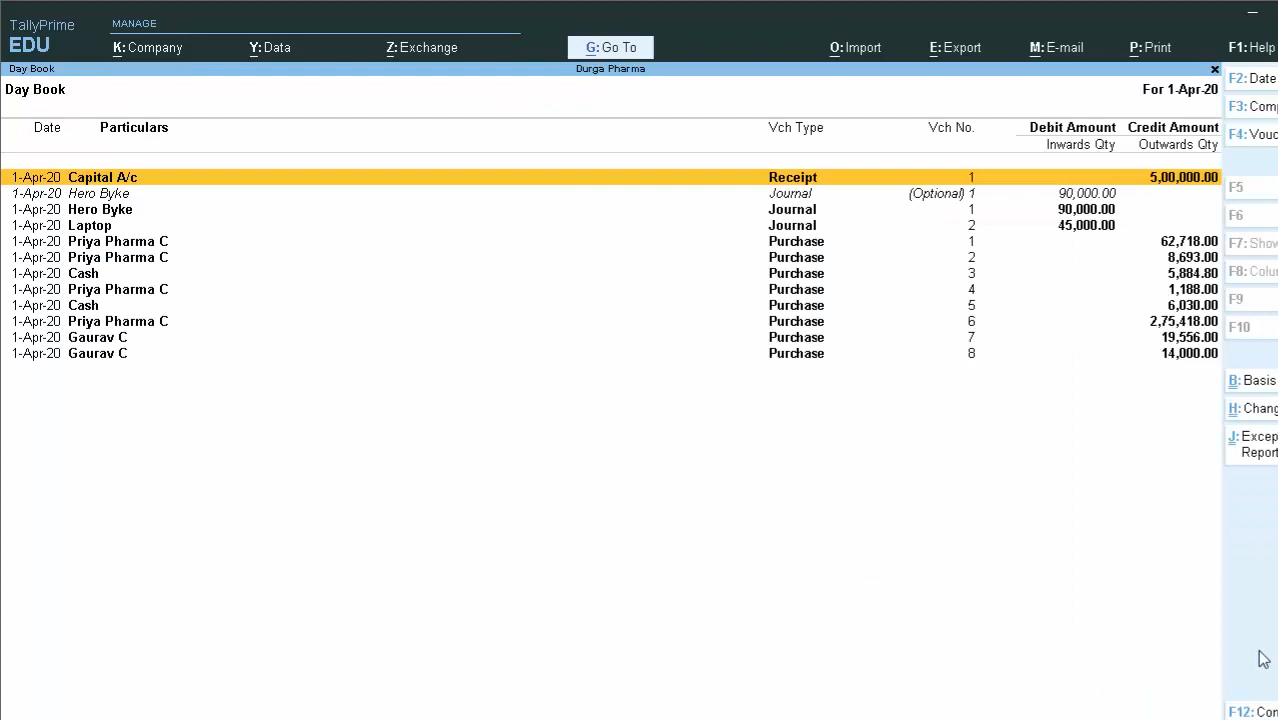 TallyPrime MANAGE
EDU K: Company Y: Data Z: Exchange G: Go To O: Import E: Export M: E-mail P: Print F1: Help
Day Book Durga Pharma x
Day Book For 1-Apr-20
Date Particulars Vch Type Vch No. Debit Amount Credit Amount
Inwards Qty Outwards Qty
1-Apr-20 Capital A/c Receipt 1 5,00,000.00
1-Apr-20 Hero Byke Journal (Optional) 1 90,000.00
1-Apr-20 Hero Byke Journal 1 90,000.00
1-Apr-20 Laptop Journal 2 45,000.00
1-Apr-20 Priya Pharma C Purchase 1 62,718.00
1-Apr-20 Priya Pharma C Purchase 2 8,693.00
1-Apr-20 Cash Purchase 3 5,884.80
1-Apr-20 Priya Pharma C Purchase 4 1,188.00
1-Apr-20 Cash Purchase 5 6,030.00
1-Apr-20 Priya Pharma C Purchase 6 2,75,418.00
1-Apr-20 Gaurav C Purchase 7 19,556.00
1-Apr-20 Gaurav C Purchase 8 14,000.00
F2: Date
F3: Comp
F4: Vouc
F5
F6
F7: Show
F8: Colu
F9
F10
B: Basis
H: Chang
J: Excep
Report
F12: Con